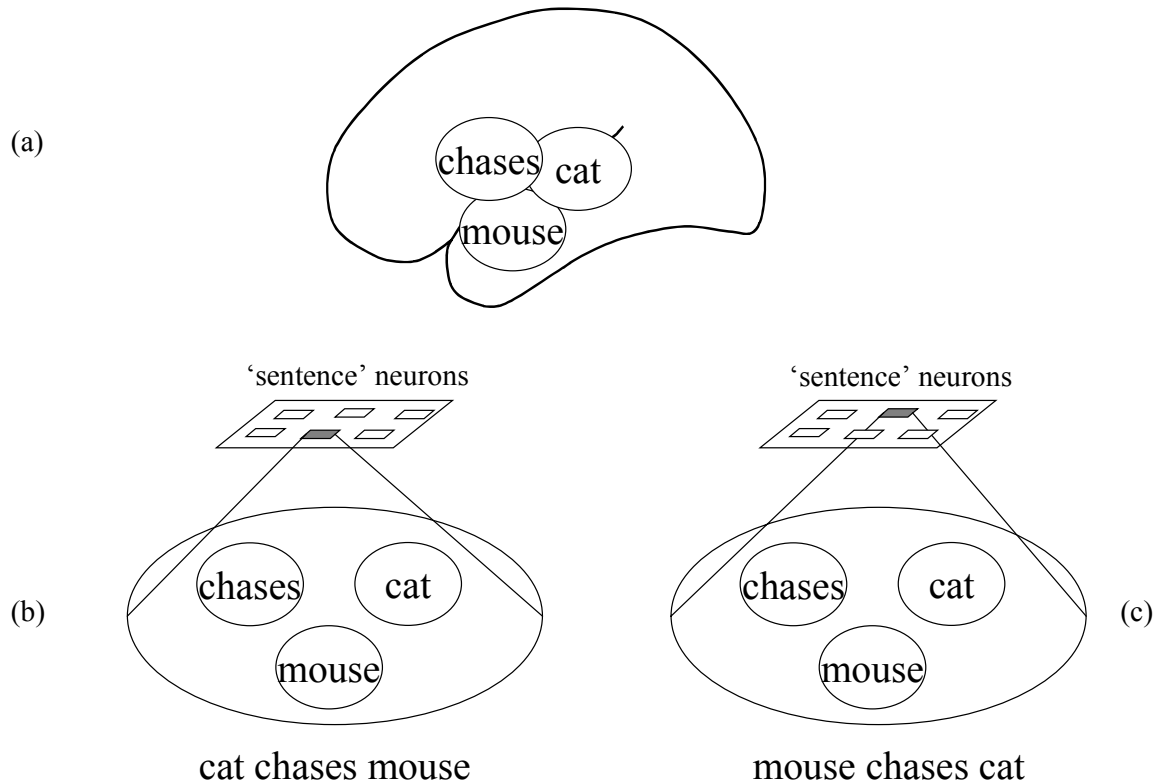 (a)
chases
cat
mouse
‘sentence’ neurons
‘sentence’ neurons
(b)
chases
cat
mouse
chases
cat
mouse
(c)
cat chases mouse
mouse chases cat